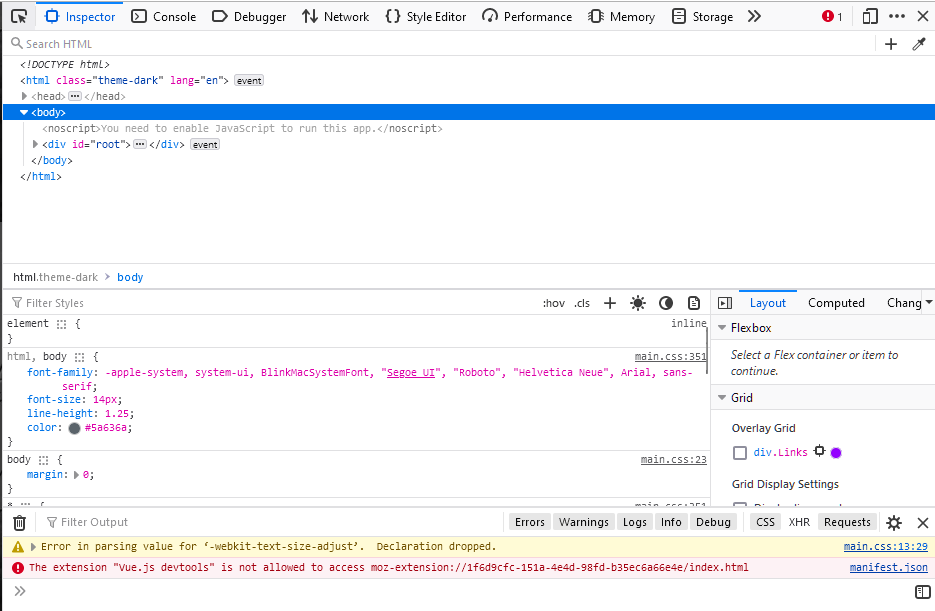 Inspector Console Debugger Network Style Editor Performance Memory Storage 1
Search HTML
<!DOCTYPE html>
<html class="theme-dark" lang="en"> event
<head> ••• </head>
<body>
<noscript>You need to enable JavaScript to run this app.</noscript>
<div id="root"> ••• </div> event
</body>
</html>
html.theme-dark > body
Filter Styles :hov .cls +
element { inline
}
html, body { main.css:351
font-family: -apple-system, system-ui, BlinkMacSystemFont, "Segoe UI", "Roboto", "Helvetica Neue", Arial, sans-
serif;
font-size: 14px;
line-height: 1.25;
color: #5a636a;
}
body { main.css:23
margin: 0;
}
* { main.css:351
Layout Computed Chang
Flexbox
Select a Flex container or item to
continue.
Grid
Overlay Grid
div.Links
Grid Display Settings
Filter Output Errors Warnings Logs Info Debug CSS XHR Requests
Error in parsing value for ‘-webkit-text-size-adjust’. Declaration dropped. main.css:13:29
The extension "Vue.js devtools" is not allowed to access moz-extension://1f6d9cfc-151a-4e4d-98fd-b35ec6a66e4e/index.html manifest.json
>>